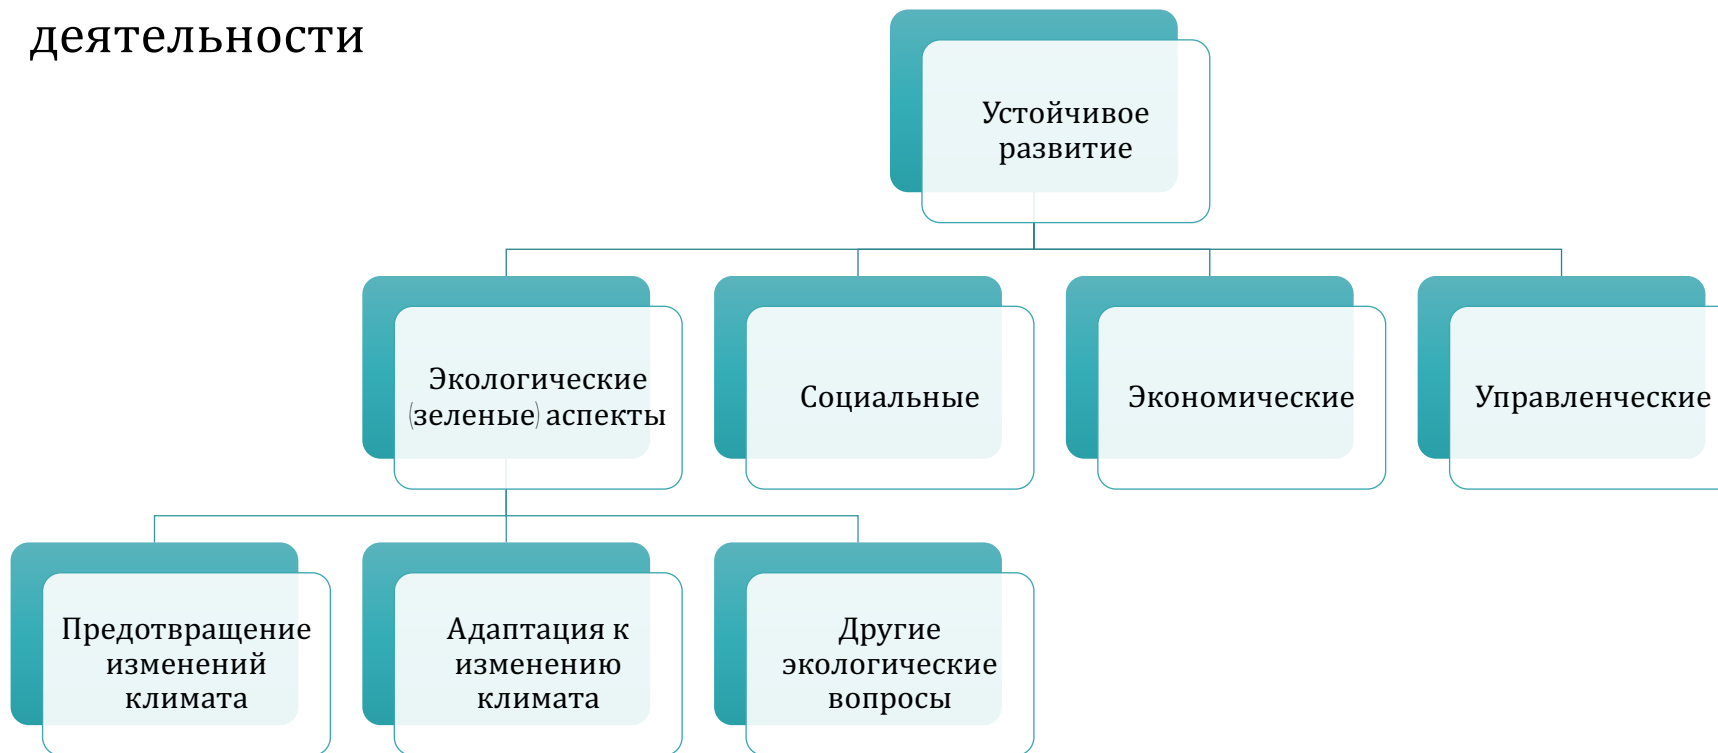 деятельности
Устойчивое
развитие
Экологические
(зеленые) аспекты
Социальные
Экономические
Управленческие
Предотвращение
изменений
климата
Адаптация к
изменению
климата
Другие
экологические
вопросы